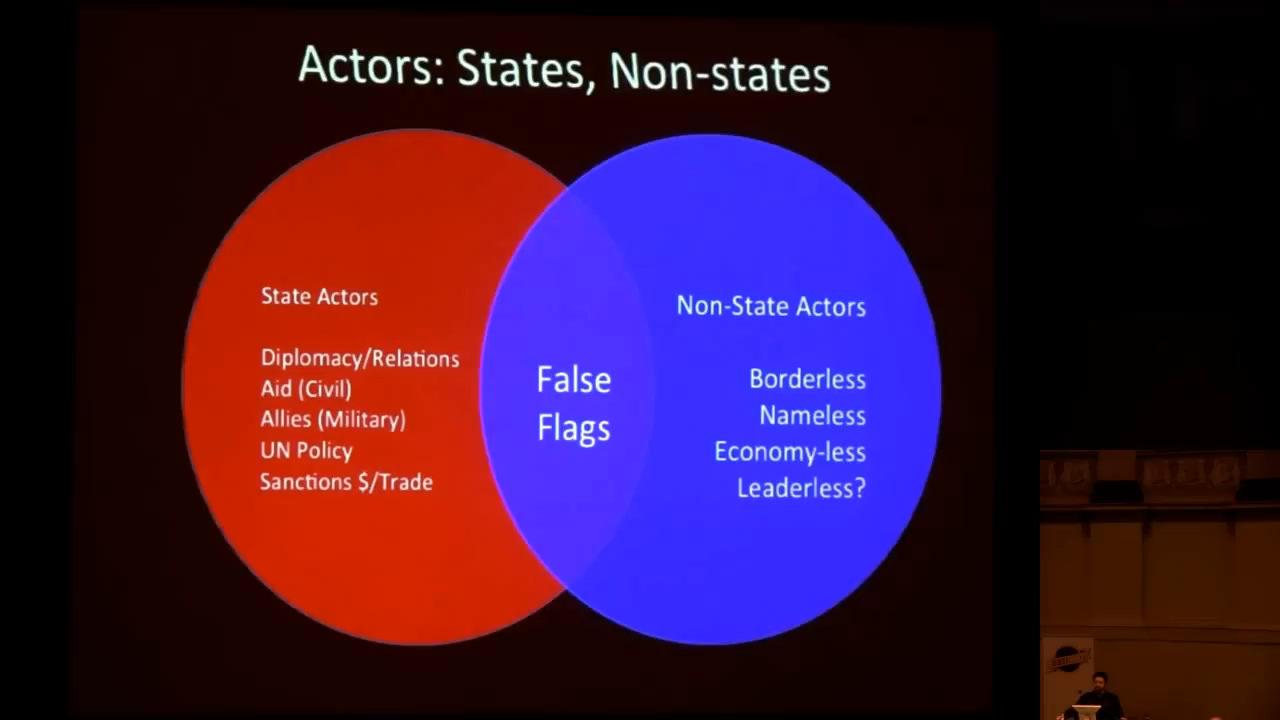 Actors: States, Non-states
State Actors
Diplomacy/Relations
Aid (Civil)
Allies (Military)
UN Policy
Sanctions $/Trade
False
Flags
Non-State Actors
Borderless
Nameless
Economy-less
Leaderless?